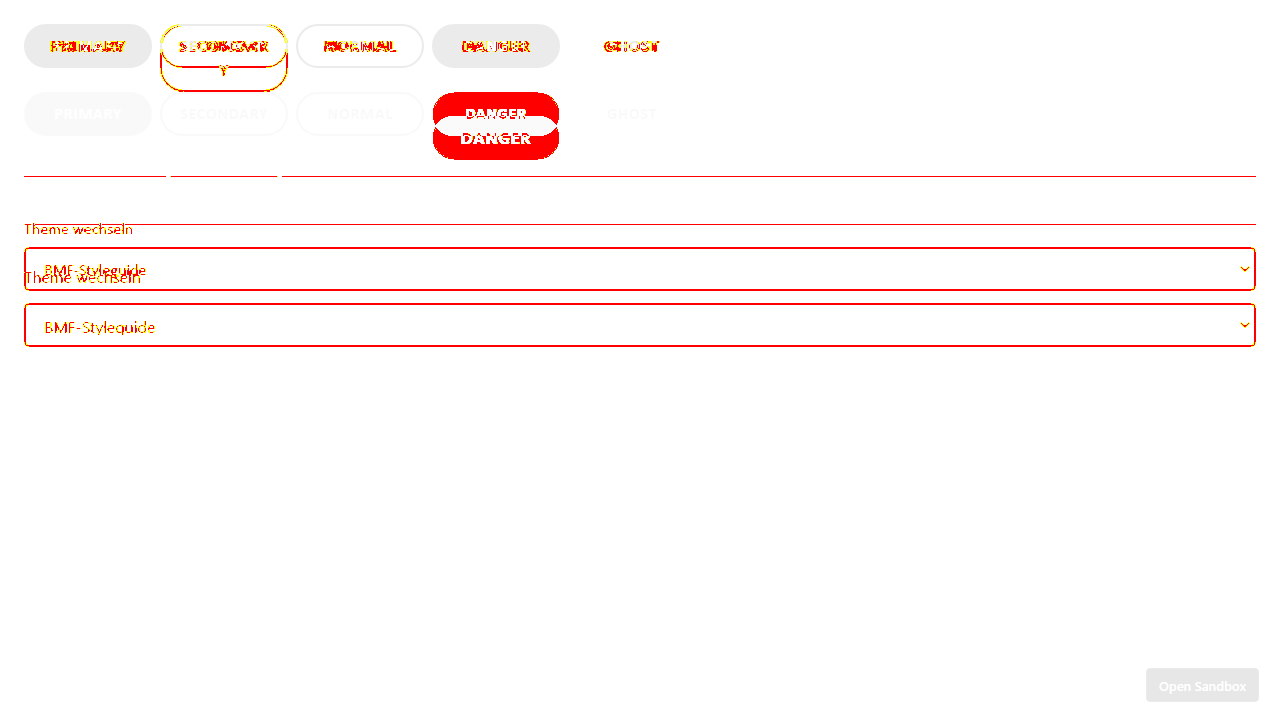 PRIMARY SECONDARY NORMAL DANGER GHOST
Y
PRIMARY SECONDARY NORMAL DANGER GHOST
DANGER
Theme wechseln
BMF-Styleguide
Theme wechseln
BMF-Styleguide
Open Sandbox